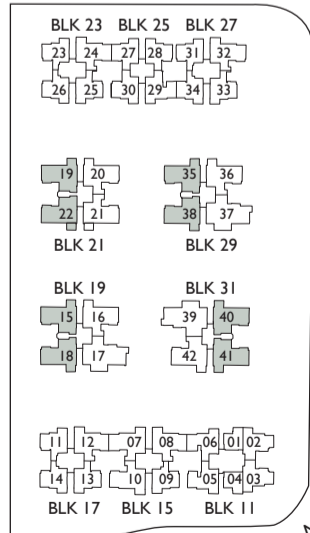 BLK 23 BLK 25 BLK 27
23 24 27 28 31 32
26 25 30 29 34 33
19 20 35 36
22 21 38 37
BLK 21 BLK 29
BLK 19 BLK 31
15 16 39 40
18 17 42 41
11 12 07 08 06 01 02
14 13 10 09 05 04 03
BLK 17 BLK 15 BLK 11